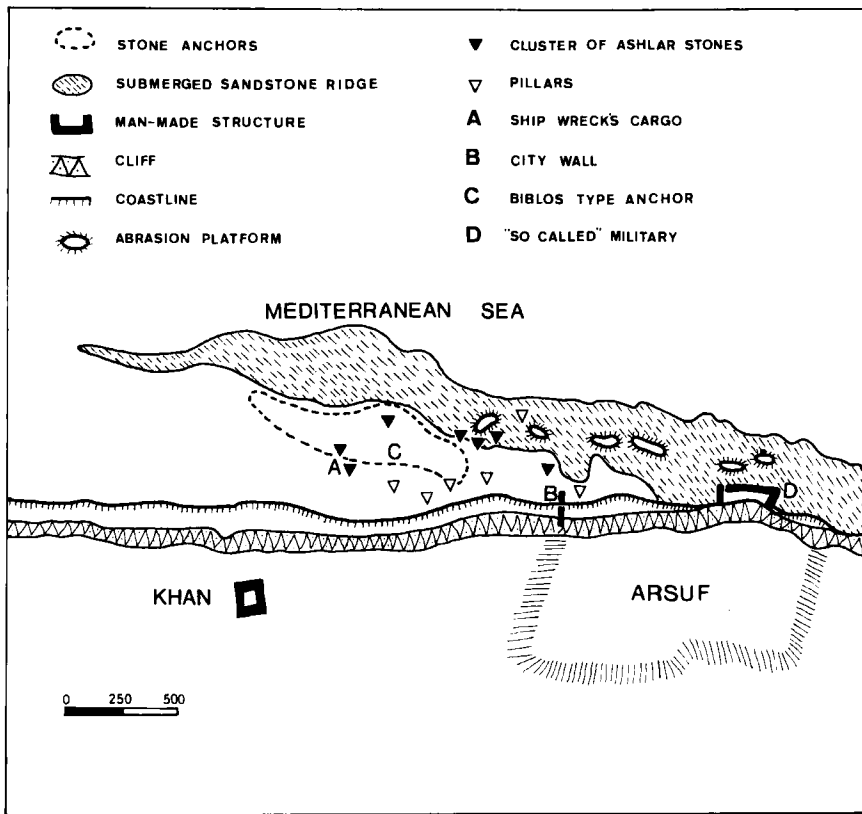 STONE ANCHORS
SUBMERGED SANDSTONE RIDGE
MAN-MADE STRUCTURE
CLIFF
COASTLINE
ABRASION PLATFORM
CLUSTER OF ASHLAR STONES
PILLARS
A SHIP WRECK'S CARGO
B CITY WALL
C BIBLOS TYPE ANCHOR
D "SO CALLED" MILITARY
MEDITERRANEAN SEA
A
C
B
D
KHAN
ARSUF
0 250 500